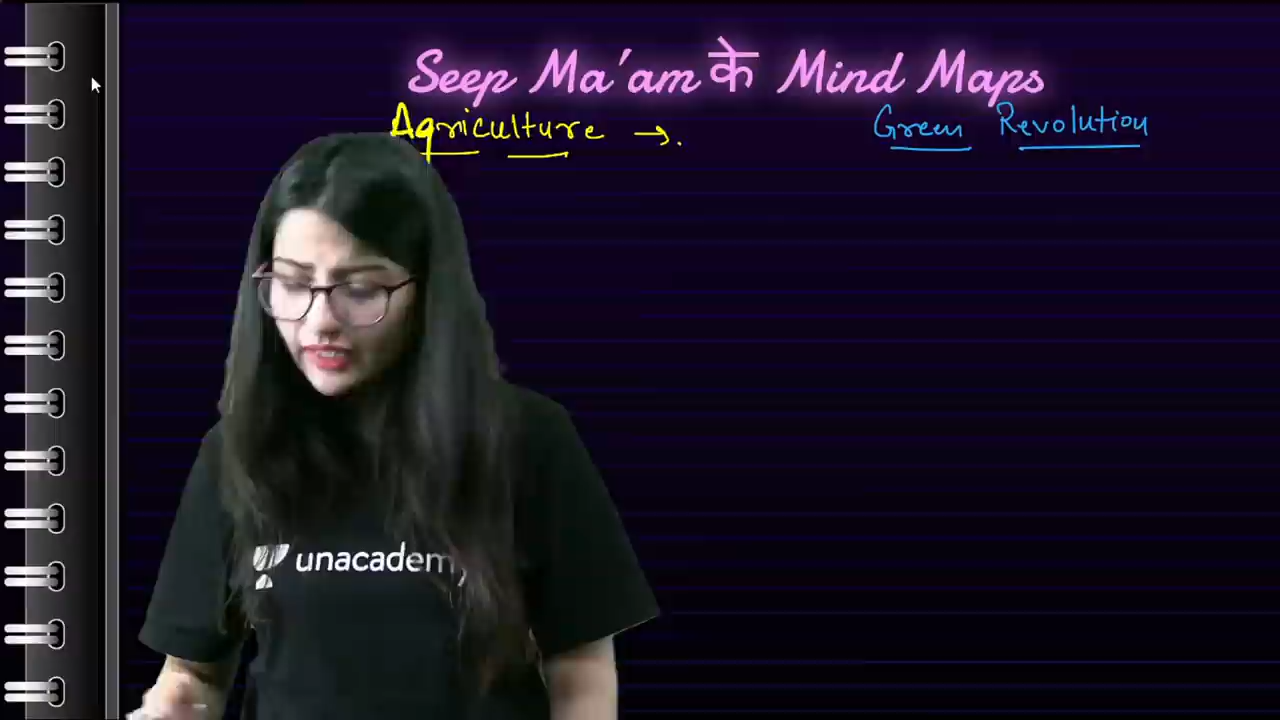 Seep Ma'am के Mind Maps
Agriculture → Green Revolution
unacademy